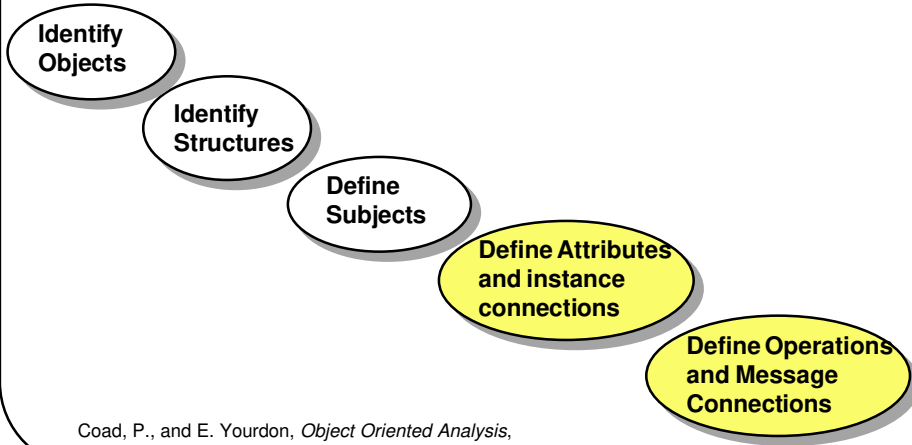 Identify
Objects
Identify
Structures
Define
Subjects
Define Attributes
and instance
connections
Define Operations
and Message
Connections
Coad, P., and E. Yourdon, Object Oriented Analysis,